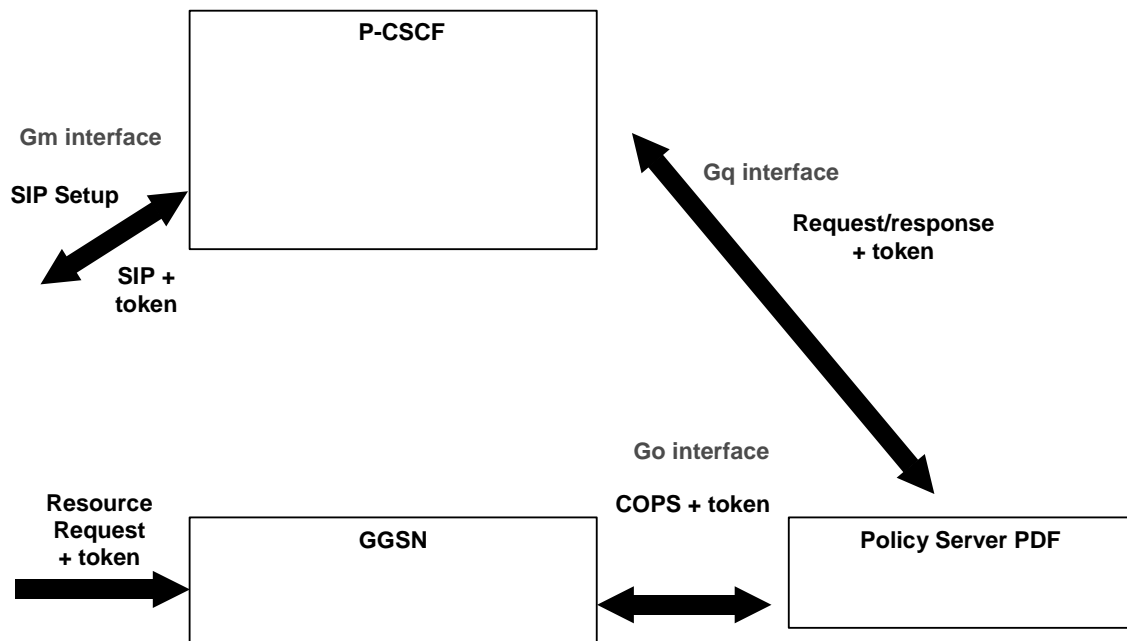 P-CSCF
Gm interface
SIP Setup
SIP +
token
Gq interface
Request/response
+ token
Go interface
COPS + token
Resource
Request
+ token
GGSN
Policy Server PDF